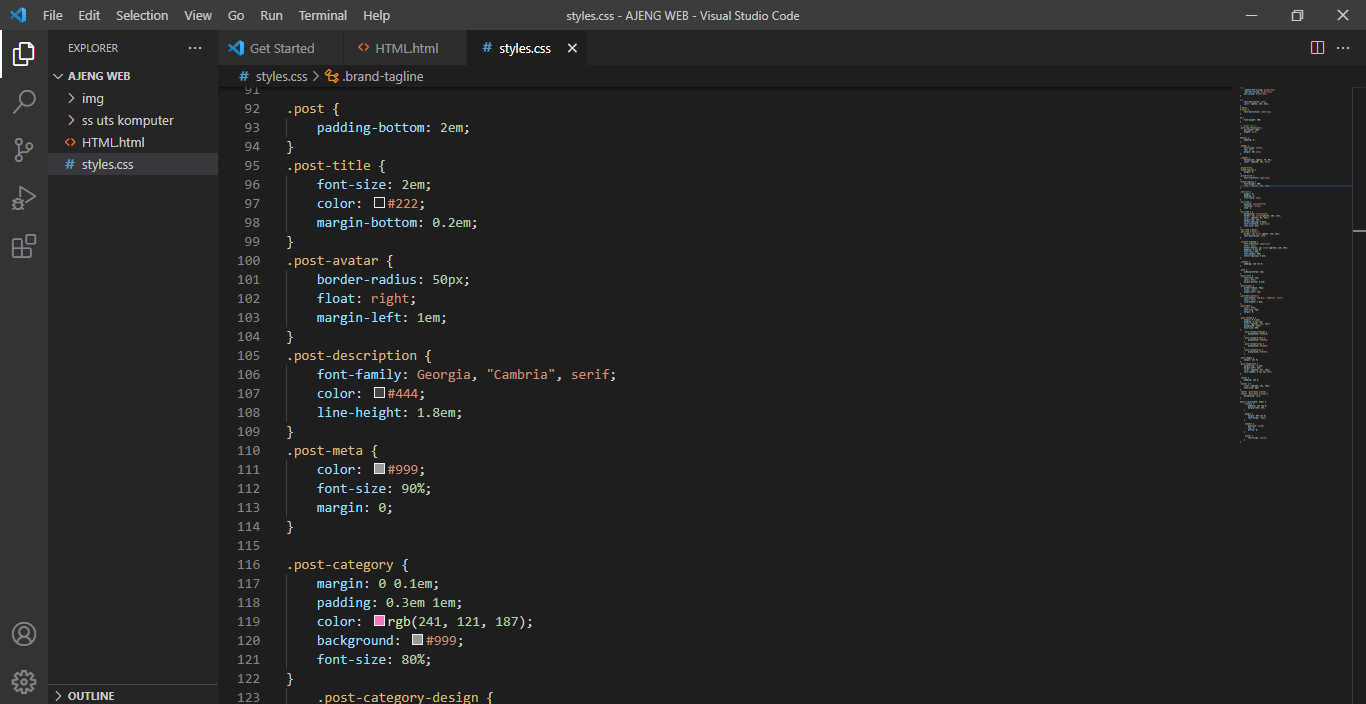 File Edit Selection View Go Run Terminal Help
styles.css - AJENG WEB - Visual Studio Code
EXPLORER
Get Started
HTML.html
styles.css
AJENG WEB
img
ss uts komputer
HTML.html
styles.css
OUTLINE
styles.css > .brand-tagline
91
92 .post {
93 padding-bottom: 2em;
94 }
95 .post-title {
96 font-size: 2em;
97 color: #222;
98 margin-bottom: 0.2em;
99 }
100 .post-avatar {
101 border-radius: 50px;
102 float: right;
103 margin-left: 1em;
104 }
105 .post-description {
106 font-family: Georgia, "Cambria", serif;
107 color: #444;
108 line-height: 1.8em;
109 }
110 .post-meta {
111 color: #999;
112 font-size: 90%;
113 margin: 0;
114 }
115
116 .post-category {
117 margin: 0 0.1em;
118 padding: 0.3em 1em;
119 color: rgb(241, 121, 187);
120 background: #999;
121 font-size: 80%;
122 }
123 .post-category-design {